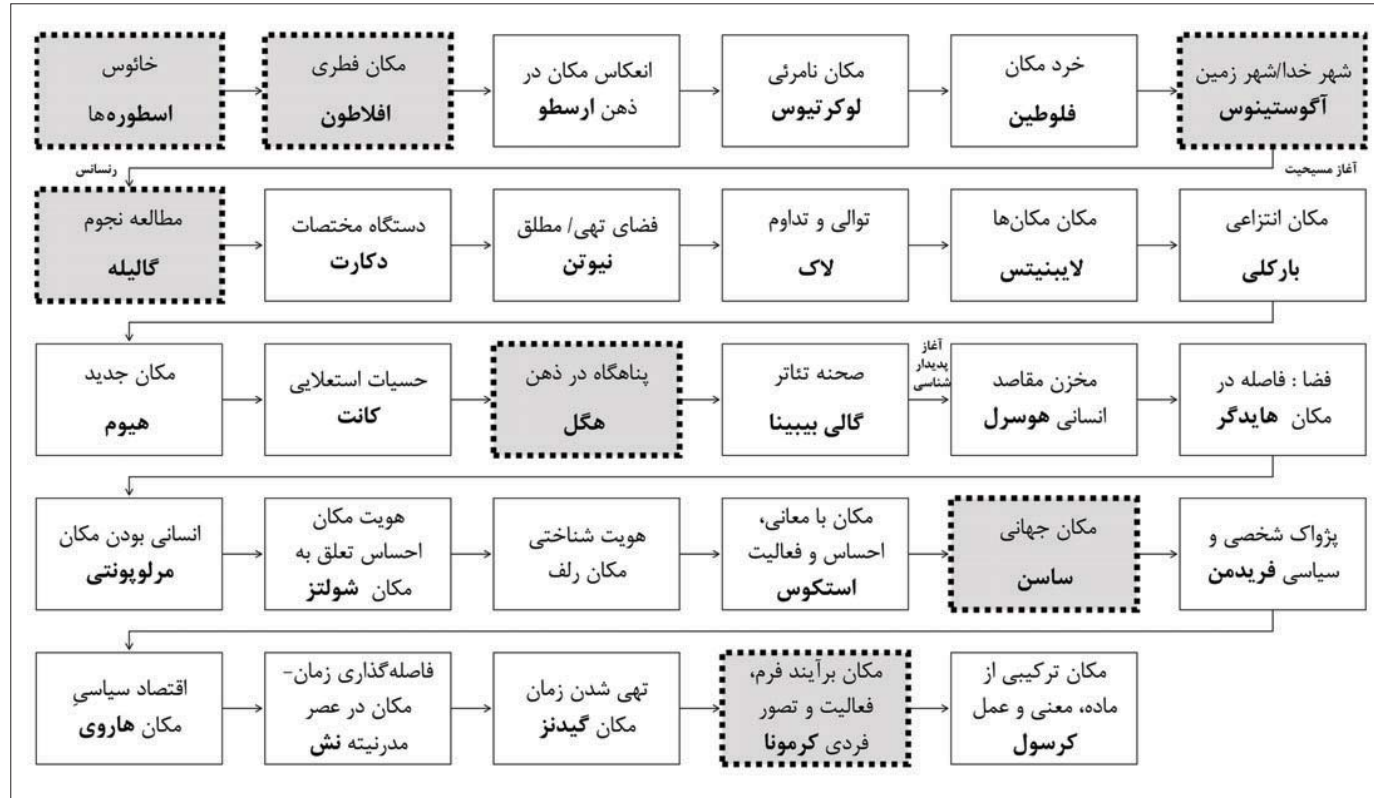 خائوس
اسطوره‌ها
مکان فطری
افلاطون
انعکاس مکان در
ذهن ارسطو
مکان نامرئی
لوکرتیوس
خرد مکان
فلوطین
شهر خدا/شهر زمین
آگوستینوس
آغاز مسیحیت
رنسانس
مطالعه نجوم
گالیله
دستگاه مختصات
دکارت
فضای تهی/ مطلق
نیوتن
توالی و تداوم
لاک
مکان مکان‌ها
لایبنیتس
مکان انتزاعی
بارکلی
مکان جدید
هیوم
حسیات استعلایی
کانت
پناهگاه در ذهن
هگل
صحنه تئاتر
گالی بیبینا
آغاز
پدیدار
شناسی
مخزن مقاصد
انسانی هوسرل
فضا : فاصله در
مکان هایدگر
انسانی بودن مکان
مرلوپونتی
هویت مکان
احساس تعلق به
مکان شولتز
هویت شناختی
مکان رلف
مکان با معانی،
احساس و فعالیت
استکوس
مکان جهانی
ساسن
پژواک شخصی و
سیاسی فریدمن
اقتصاد سیاسیِ
مکان هاروی
فاصله‌گذاری زمان-
مکان در عصر
مدرنیته نش
تهی شدن زمان
مکان گیدنز
مکان برآیند فرم،
فعالیت و تصور
فردی کرمونا
مکان ترکیبی از
ماده، معنی و عمل
کرسول